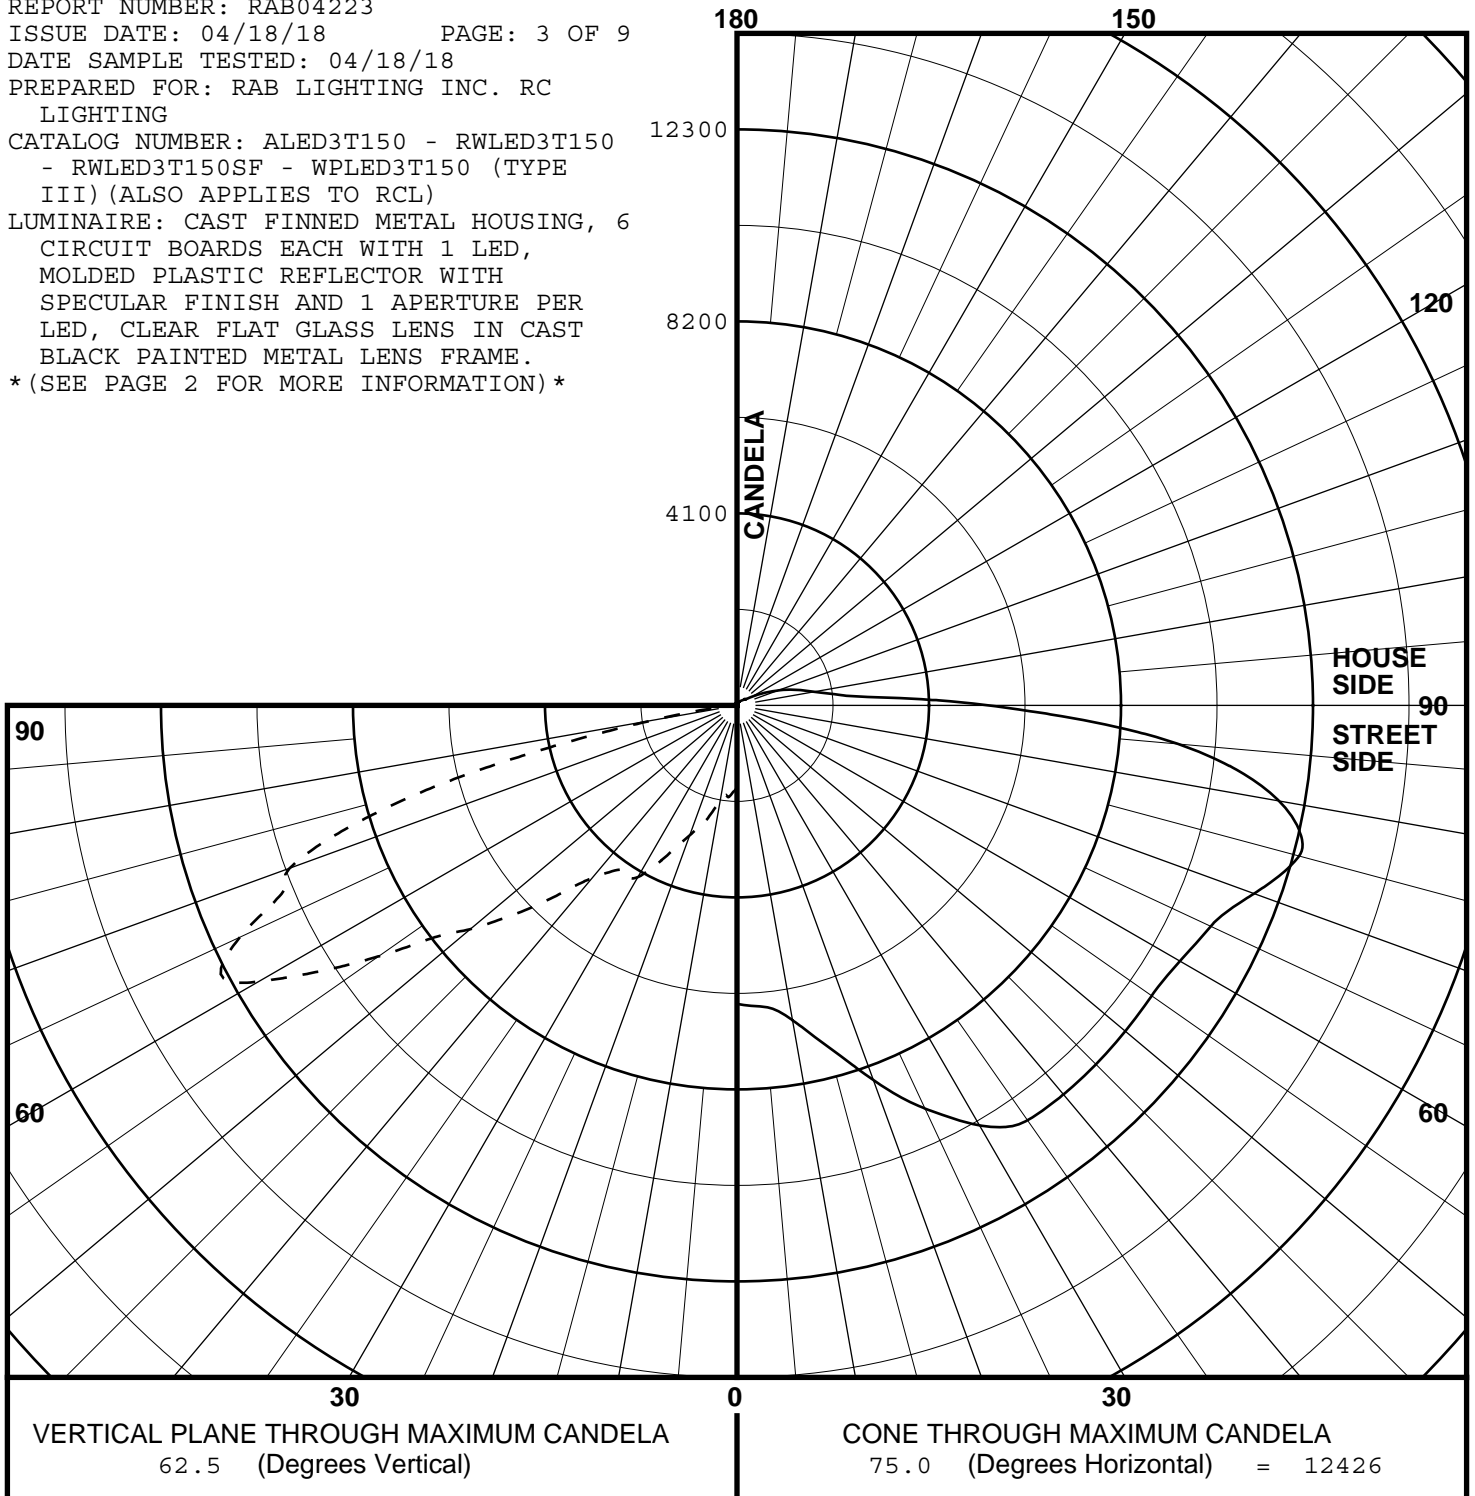 REPORT NUMBER: RAB04223
ISSUE DATE: 04/18/18 PAGE: 3 OF 9
DATE SAMPLE TESTED: 04/18/18
PREPARED FOR: RAB LIGHTING INC. RC
LIGHTING
CATALOG NUMBER: ALED3T150 - RWLED3T150
- RWLED3T150SF - WPLED3T150 (TYPE
III)(ALSO APPLIES TO RCL)
LUMINAIRE: CAST FINNED METAL HOUSING, 6
CIRCUIT BOARDS EACH WITH 1 LED,
MOLDED PLASTIC REFLECTOR WITH
SPECULAR FINISH AND 1 APERTURE PER
LED, CLEAR FLAT GLASS LENS IN CAST
BLACK PAINTED METAL LENS FRAME.
*(SEE PAGE 2 FOR MORE INFORMATION)*
180
150
12300
120
8200
CANDELA
4100
HOUSE
SIDE
90
90
STREET
SIDE
60
60
30
0
30
VERTICAL PLANE THROUGH MAXIMUM CANDELA
62.5 (Degrees Vertical)
CONE THROUGH MAXIMUM CANDELA
75.0 (Degrees Horizontal) = 12426